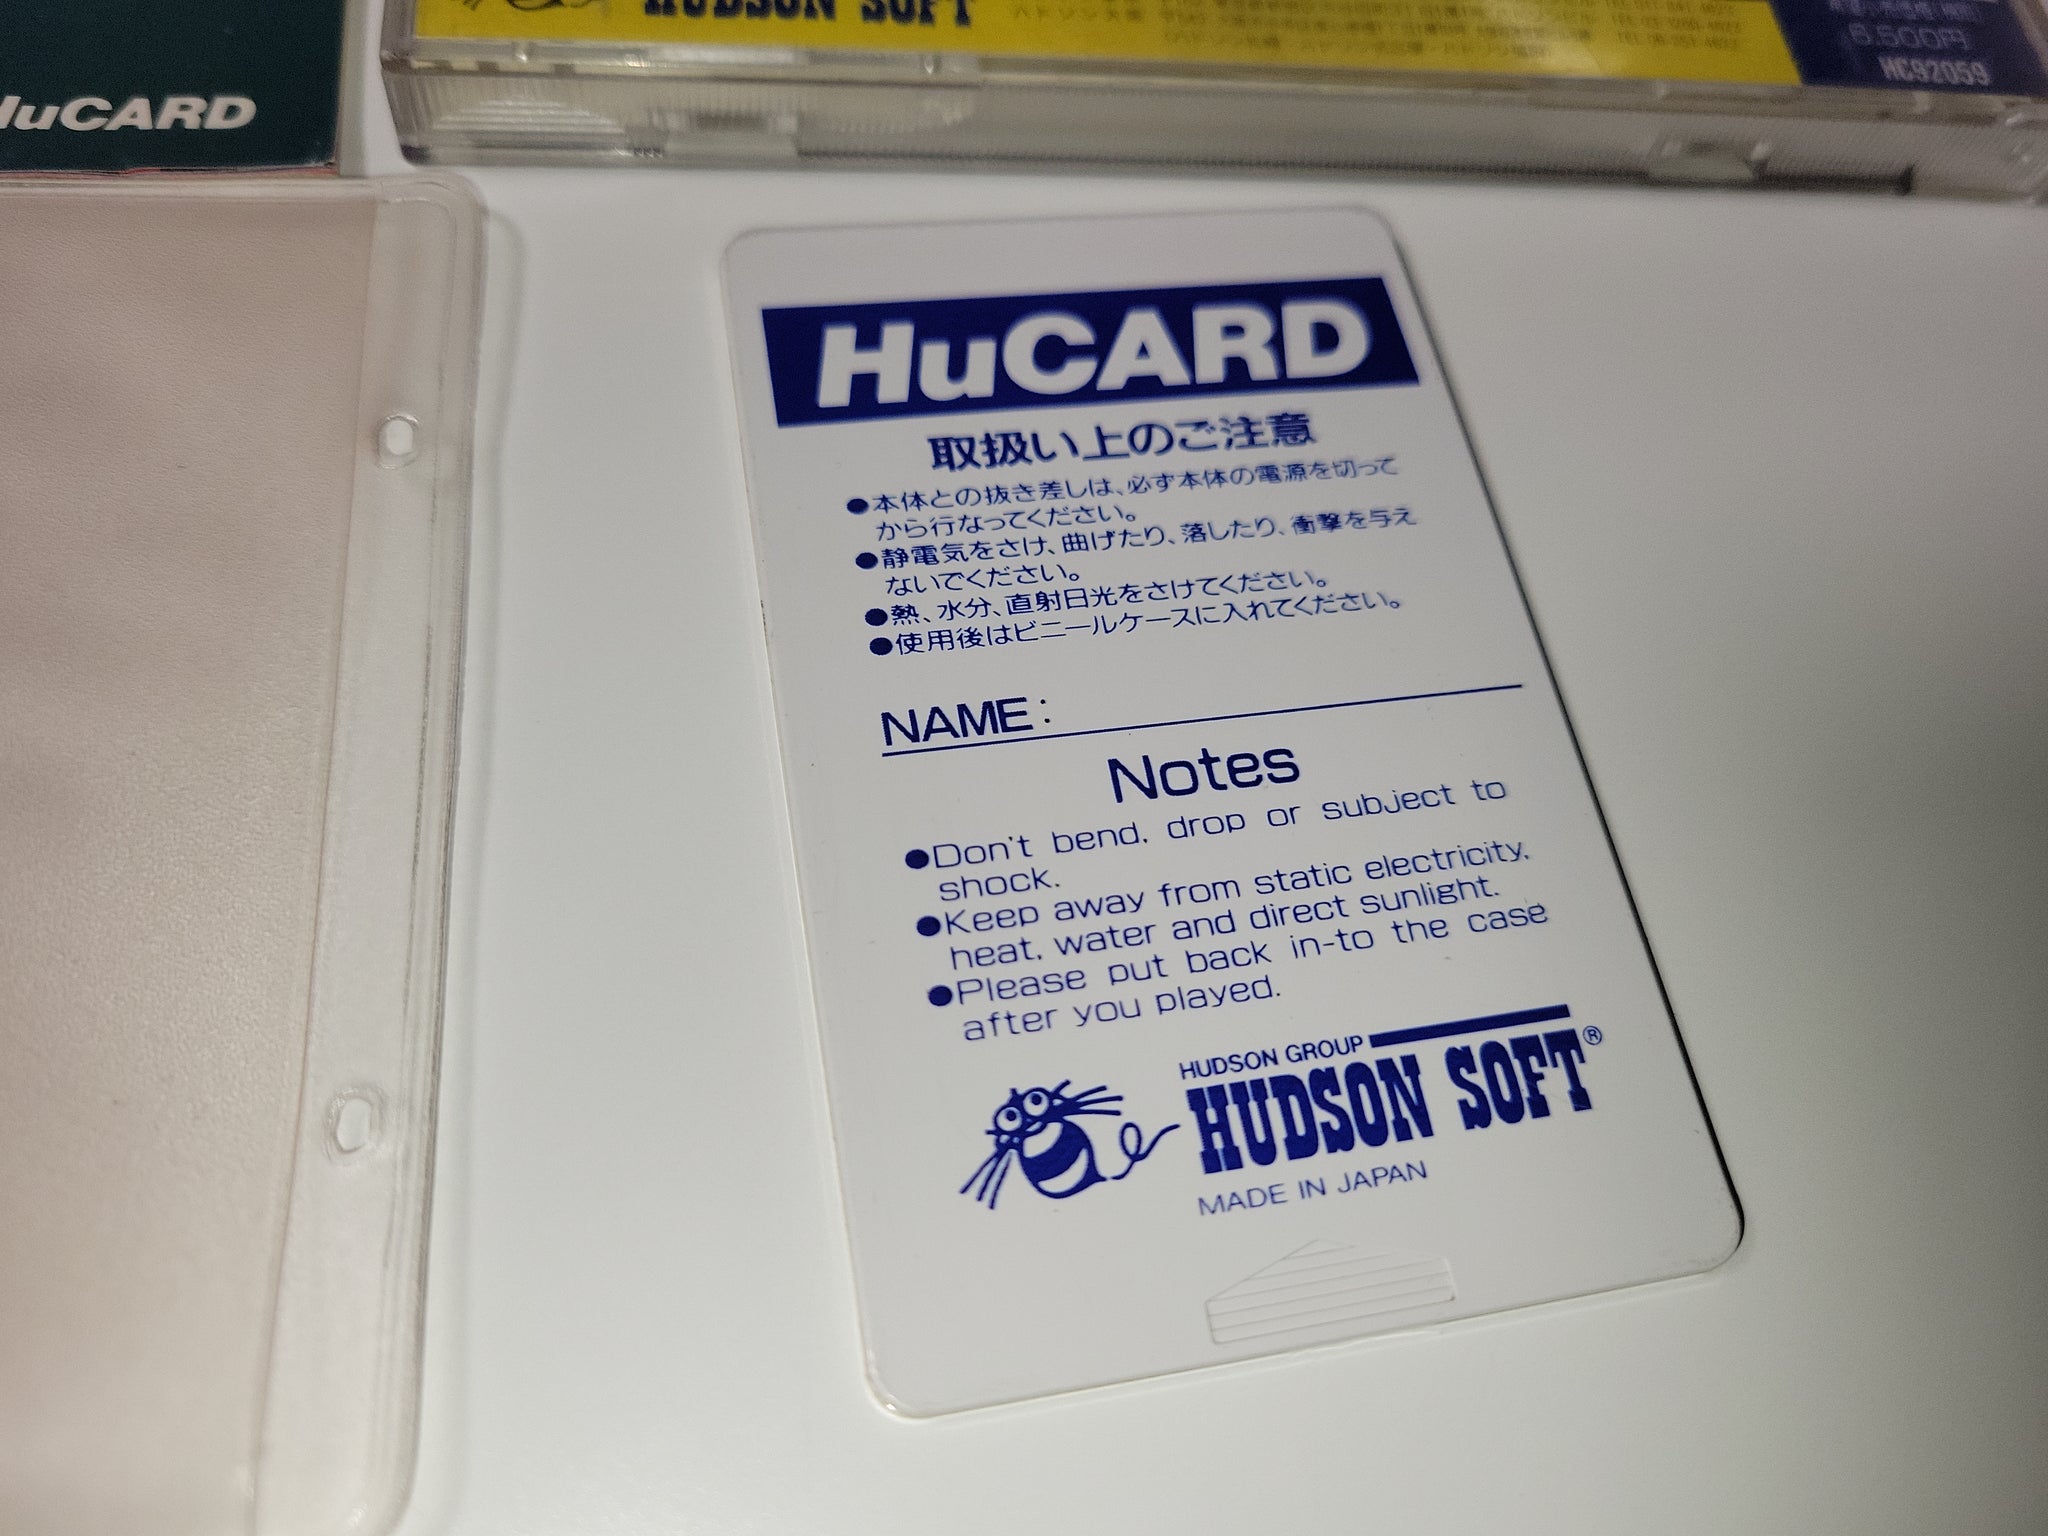 HUDSON SOFT
6,500円
HC92059
HuCARD
HuCARD
取扱い上のご注意
●本体との抜き差しは、必ず本体の電源を切って
から行なってください。
●静電気をさけ、曲げたり、落したり、衝撃を与え
ないでください。
●熱、水分、直射日光をさけてください。
●使用後はビニールケースに入れてください。
NAME:
Notes
●Don't bend, drop or subject to
shock.
●Keep away from static electricity,
heat, water and direct sunlight.
●Please put back in-to the case
after you played.
HUDSON GROUP
HUDSON SOFT®
MADE IN JAPAN